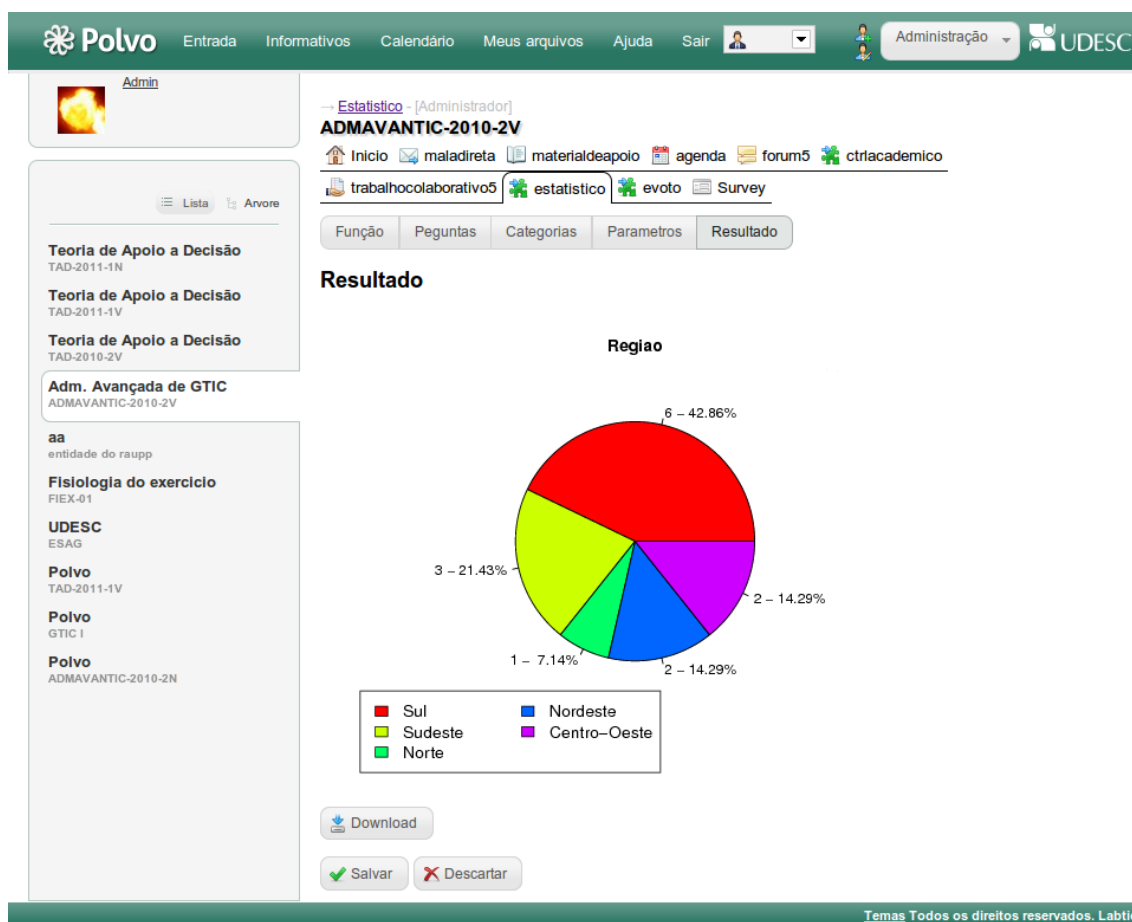 Polvo Entrada Informativos Calendário Meus arquivos Ajuda Sair Administração UDESC
Admin
Lista Arvore
Teoria de Apoio a Decisão
TAD-2011-1N
Teoria de Apoio a Decisão
TAD-2011-1V
Teoria de Apoio a Decisão
TAD-2010-2V
Adm. Avançada de GTIC
ADMAVANTIC-2010-2V
aa
entidade do raupp
Fisiologia do exercicio
FIEX-01
UDESC
ESAG
Polvo
TAD-2011-1V
Polvo
GTIC I
Polvo
ADMAVANTIC-2010-2N
→ Estatistico - [Administrador]
ADMAVANTIC-2010-2V
Inicio maladireta materialdeapoio agenda forum5 ctrlacademico
trabalhocolaborativo5 estatistico evoto Survey
Função Peguntas Categorias Parametros Resultado
Resultado
Regiao
6 – 42.86%
3 – 21.43%
2 – 14.29%
1 – 7.14%
2 – 14.29%
Sul Nordeste
Sudeste Centro–Oeste
Norte
Download
Salvar Descartar
Temas Todos os direitos reservados. Labti